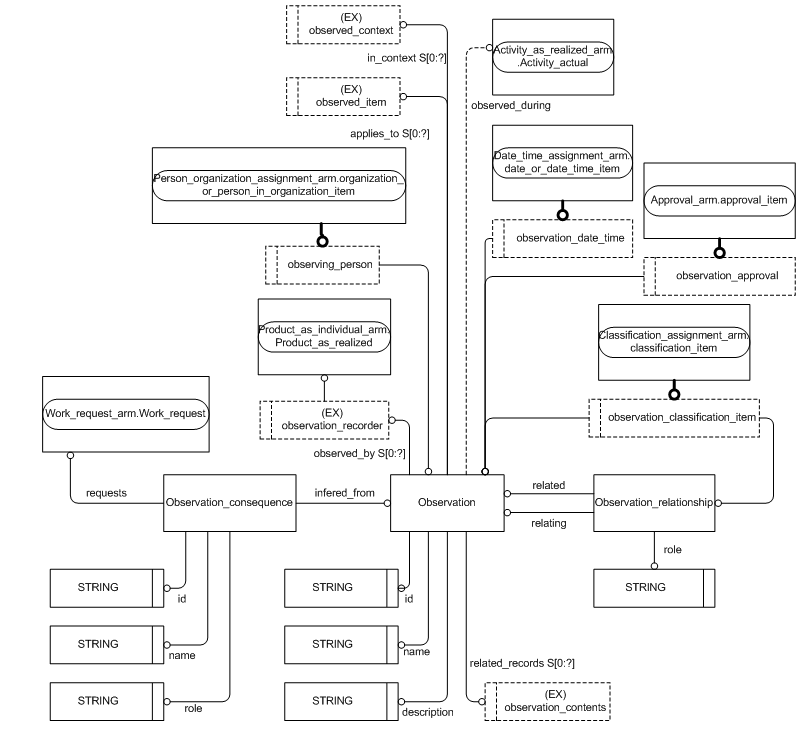 (EX)
observed_context
in_context S[0:?]
Activity_as_realized_arm
.Activity_actual
(EX)
observed_item
observed_during
applies_to S[0:?]
Date_time_assignment_arm.
date_or_date_time_item
Person_organization_assignment_arm.organization_
or_person_in_organization_item
Approval_arm.approval_item
observation_date_time
observing_person
observation_approval
Product_as_individual_arm.
Product_as_realized
Classification_assignment_arm.
classification_item
Work_request_arm.Work_request
(EX)
observation_recorder
observation_classification_item
observed_by S[0:?]
requests
Observation_consequence
infered_from
Observation
related
relating
Observation_relationship
role
STRING
id
STRING
id
STRING
STRING
name
STRING
name
related_records S[0:?]
STRING
role
STRING
description
(EX)
observation_contents